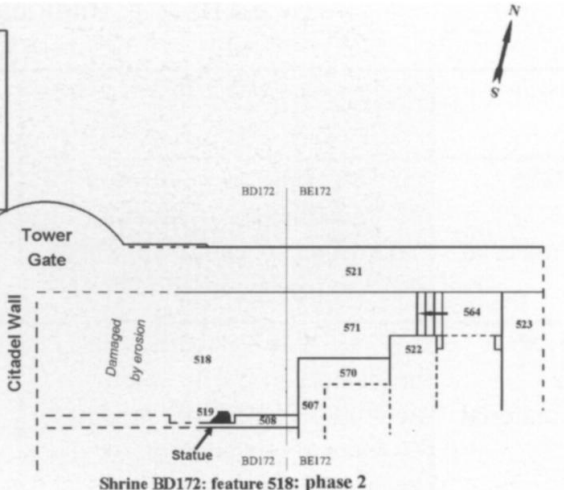 N
S
BD172 BE172
Tower
Gate
521
Citadel Wall
Damaged
by erosion
571
564
523
518
522
570
519
508
507
Statue
BD172 BE172
Shrine BD172: feature 518: phase 2